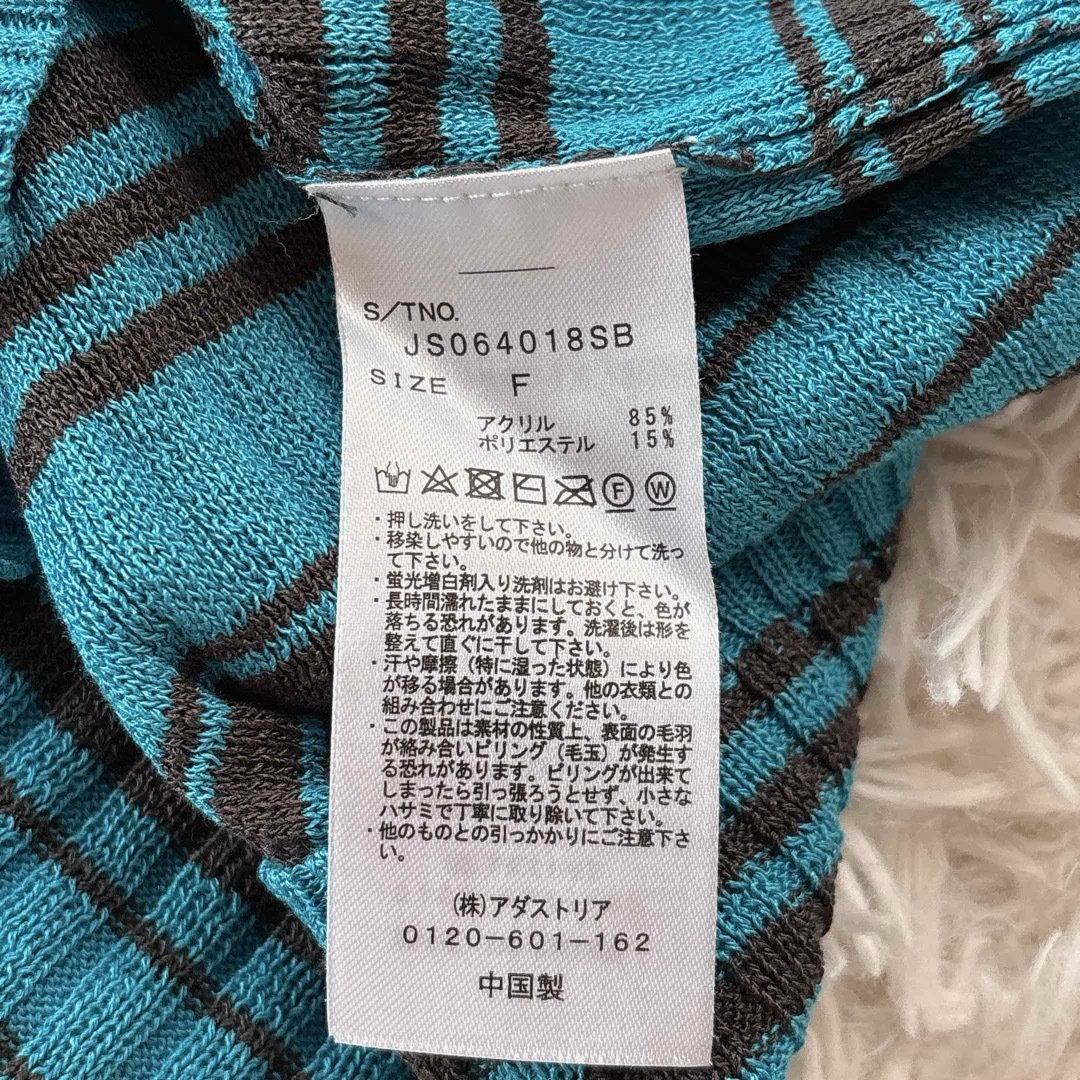 S/TNO.
JS064018SB
SIZE F
アクリル 85%
ポリエステル 15%
F W
・押し洗いをして下さい。
・移染しやすいので他の物と分けて洗っ
て下さい。
・蛍光増白剤入り洗剤はお避け下さい。
・長時間濡れたままにしておくと、色が
落ちる恐れがあります。洗濯後は形を
整えて直ぐに干して下さい。
・汗や摩擦（特に湿った状態）により色
が移る場合があります。他の衣類との
組み合わせにご注意ください。
・この製品は素材の性質上、表面の毛羽
が絡み合いピリング（毛玉）が発生す
る恐れがあります。ピリングが出来て
しまったら引っ張ろうとせず、小さな
ハサミで丁寧に取り除いて下さい。
・他のものとの引っかかりにご注意下さ
い。
(株)アダストリア
0120-601-162
中国製